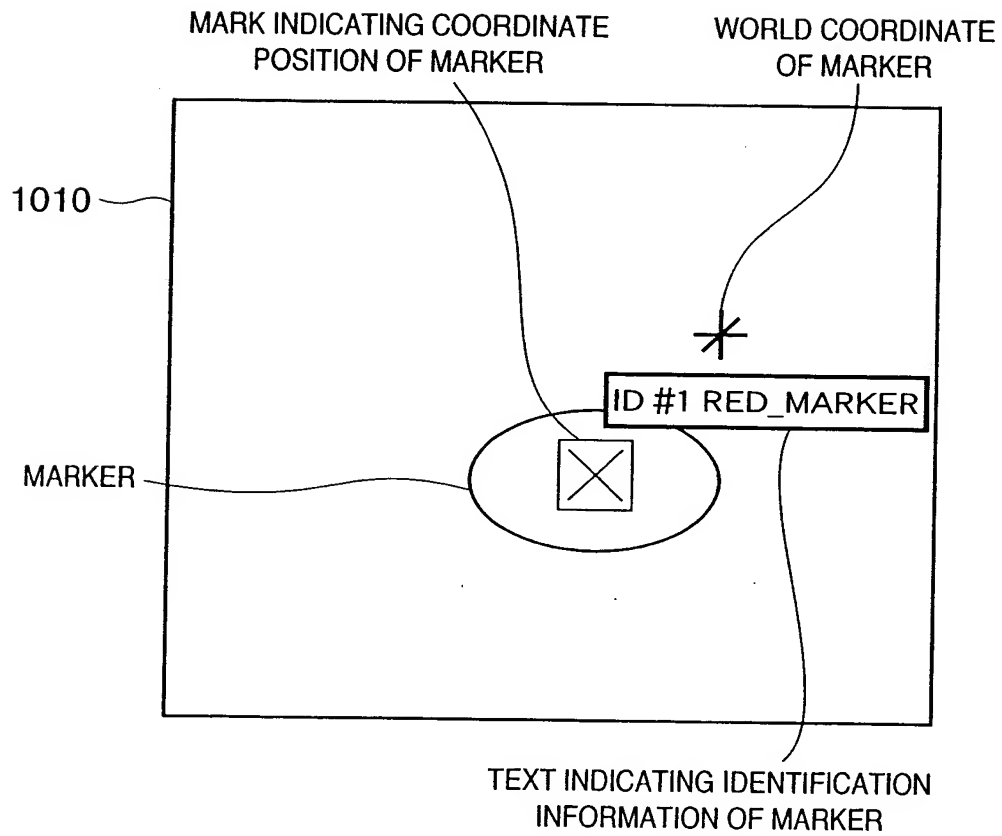 MARK INDICATING COORDINATE
POSITION OF MARKER
WORLD COORDINATE
OF MARKER
1010
ID #1 RED_MARKER
MARKER
TEXT INDICATING IDENTIFICATION
INFORMATION OF MARKER